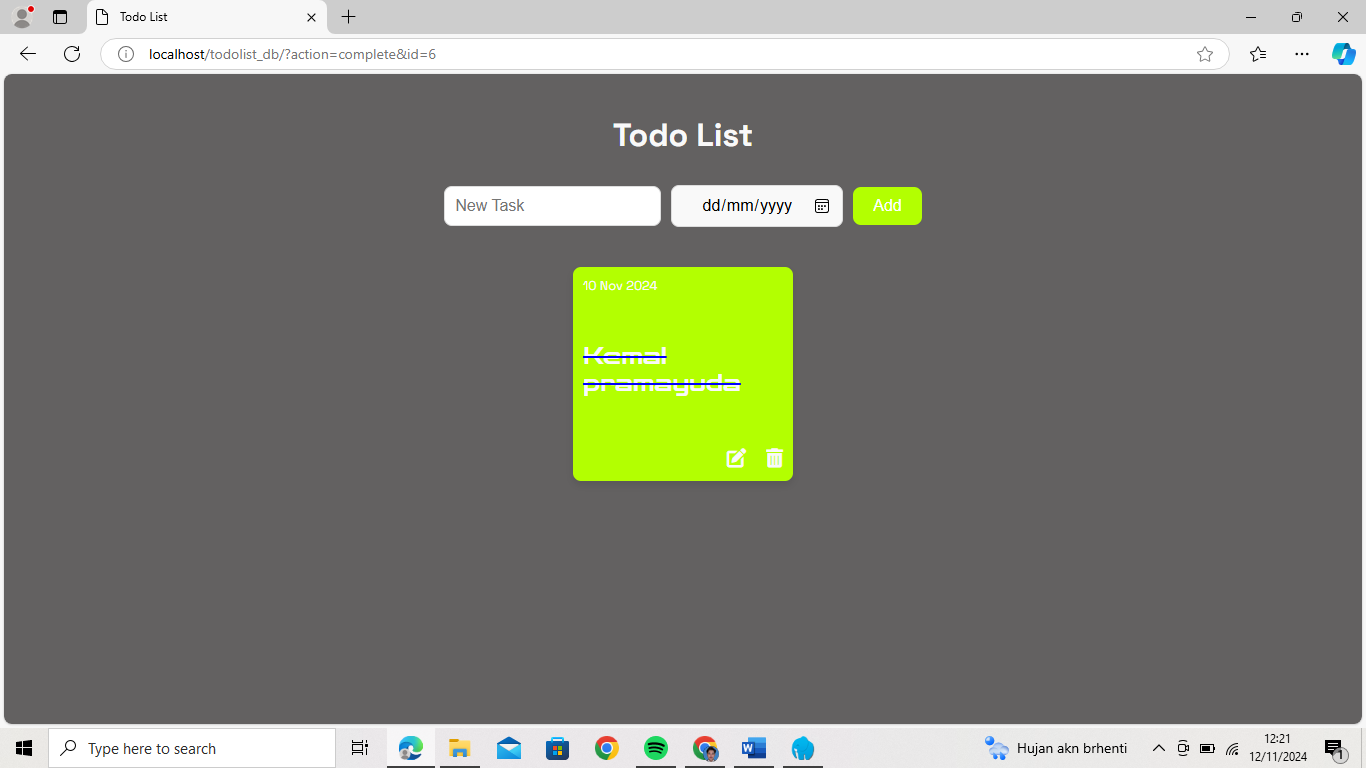 Todo List
localhost/todolist_db/?action=complete&id=6
Todo List
New Task
dd/mm/yyyy
Add
10 Nov 2024
Kemal
pramayuda
Type here to search
W
Hujan akn brhenti
12:21
12/11/2024
1